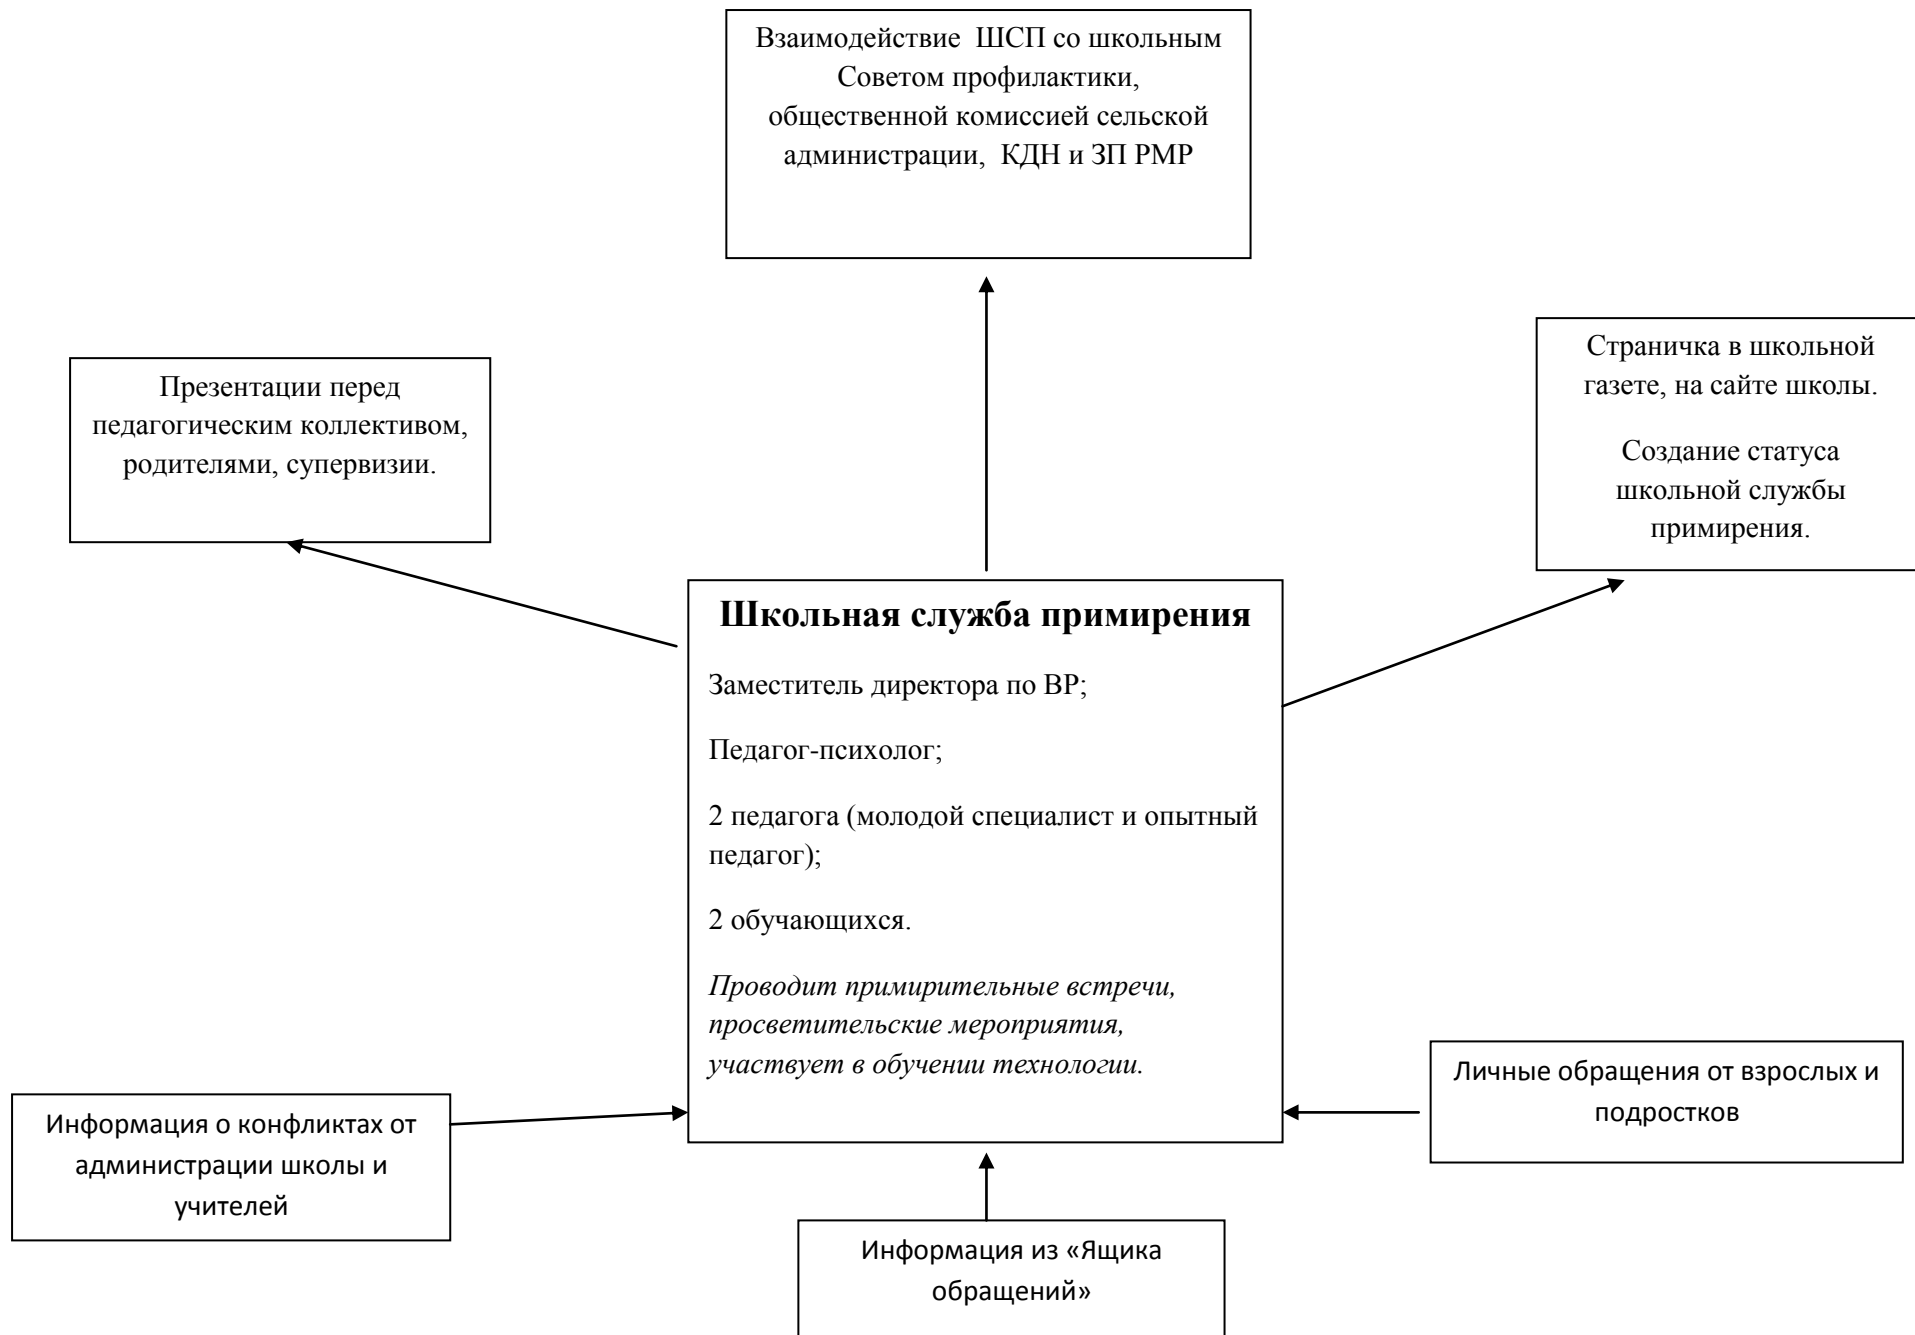 Взаимодействие ШСП со школьным
Советом профилактики,
общественной комиссией сельской
администрации, КДН и ЗП РМР
Презентации перед
педагогическим коллективом,
родителями, супервизии.
Страничка в школьной
газете, на сайте школы.
Создание статуса
школьной службы
примирения.
Школьная служба примирения
Заместитель директора по ВР;
Педагог-психолог;
2 педагога (молодой специалист и опытный
педагог);
2 обучающихся.
Проводит примирительные встречи,
просветительские мероприятия,
участвует в обучении технологии.
Информация о конфликтах от
администрации школы и
учителей
Информация из «Ящика
обращений»
Личные обращения от взрослых и
подростков